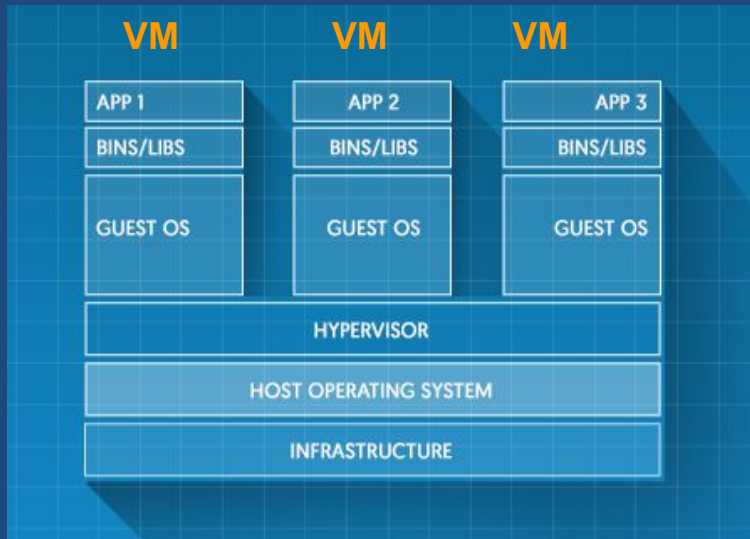 VM VM VM
APP 1 APP 2 APP 3
BINS/LIBS BINS/LIBS BINS/LIBS
GUEST OS GUEST OS GUEST OS
HYPERVISOR
HOST OPERATING SYSTEM
INFRASTRUCTURE